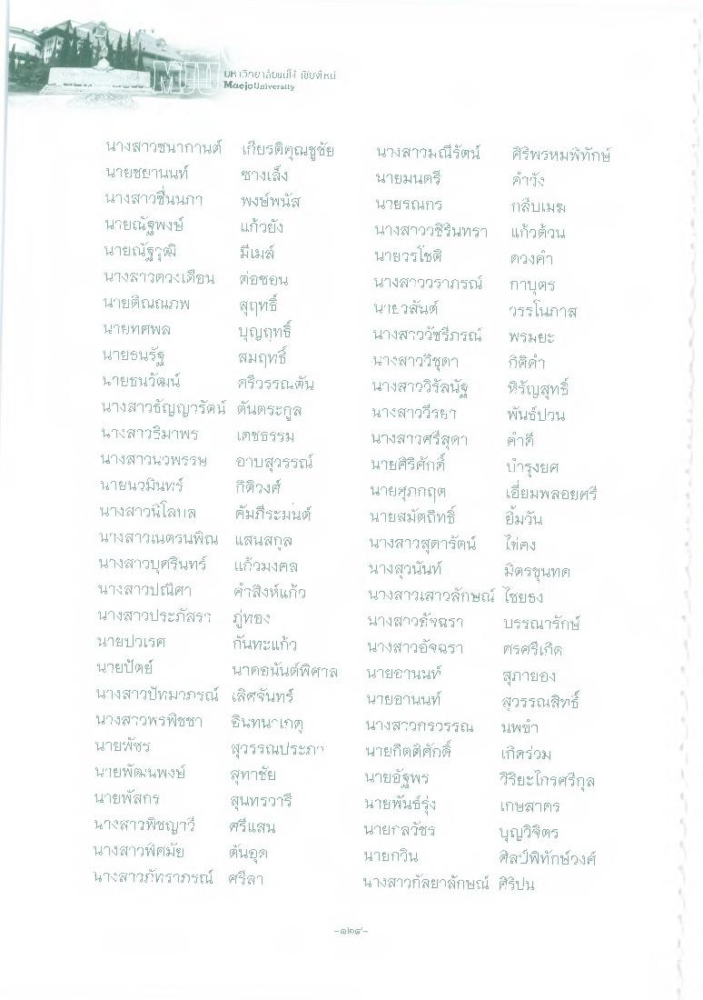 มหาวิทยาลัยแม่โจ้ เชียงใหม่
Maejo University
นางสาวชนากานต์ เกียรติคุณชูชัย
นายชยานนท์ ซางเล็ง
นางสาวชื่นนภา พงษ์พนัส
นายณัฐพงษ์ แก้วยัง
นายณัฐวุฒิ มีเมล์
นางสาวดวงเดือน ต่อซอน
นายติณณภพ สุฤทธิ์
นายทศพล บุญฤทธิ์
นายธนรัฐ สมฤทธิ์
นายธนวัฒน์ ศรีวรรณตัน
นางสาวธัญญารัตน์ ตันตระกูล
นางสาวธิมาพร เดชธรรม
นางสาวนวพรรษ อาบสุวรรณ์
นายนวมินทร์ กิติวงศ์
นางสาวนิโลบล คัมภีระมนต์
นางสาวเนตรนพิณ แสนสกุล
นางสาวบุศรินทร์ แก้วมงคล
นางสาวปณิศา คำสิงห์แก้ว
นางสาวประภัสรา ภู่ทอง
นายปวเรศ กันทะแก้ว
นายปัตย์ นาคอนันต์พิศาล
นางสาวปัทมาภรณ์ เลิศจันทร์
นางสาวพรพิชชา อินทนาเกตุ
นายพัชร สุวรรณประภา
นายพัฒนพงษ์ สุทาชัย
นายพัสกร สุนทรวารี
นางสาวพิชญาวี ศรีแสน
นางสาวพิศมัย ตันอุด
นางสาวภัทราภรณ์ ศรีลา
นางสาวมณีรัตน์ ศิริพรหมพิทักษ์
นายมนตรี คำวัง
นายรณกร กลีบเมฆ
นางสาววชิรินทรา แก้วด้วน
นายวรโชติ ดวงคำ
นางสาววราภรณ์ กาบุตร
นายวสันต์ วรรโนภาส
นางสาววัชรีภรณ์ พรมยะ
นางสาววิชุดา กิติดำ
นางสาววิรัลนัฐ หิรัญสุทธิ์
นางสาววีรยา พันธ์ปวน
นางสาวศรีสุดา คำดี
นายศิริศักดิ์ บำรุงยศ
นายศุภกฤต เอี่ยมพลอยศรี
นายสมัตถิทธิ์ ยิ้มวัน
นางสาวสุดารัตน์ ไข่คง
นางสุวนันท์ มิตรขุนทด
นางสาวเสาวลักษณ์ ไชยธง
นางสาวอัจฉรา บรรณารักษ์
นางสาวอัจฉรา ศรศรีเกิด
นายอานนท์ สุภายอง
นายอานนท์ สุวรรณสิทธิ์
นางสาวกรวรรณ นพขำ
นายกิตติศักดิ์ เกิดร่วม
นายอัฐพร วิริยะไกรศรีกุล
นายพันธ์รุ่ง เกษสาคร
นายกลวัชร บุญวิจิตร
นายกวิน ศิลป์พิทักษ์วงศ์
นางสาวกัลยาลักษณ์ ศิริปน
-๑๒๙-